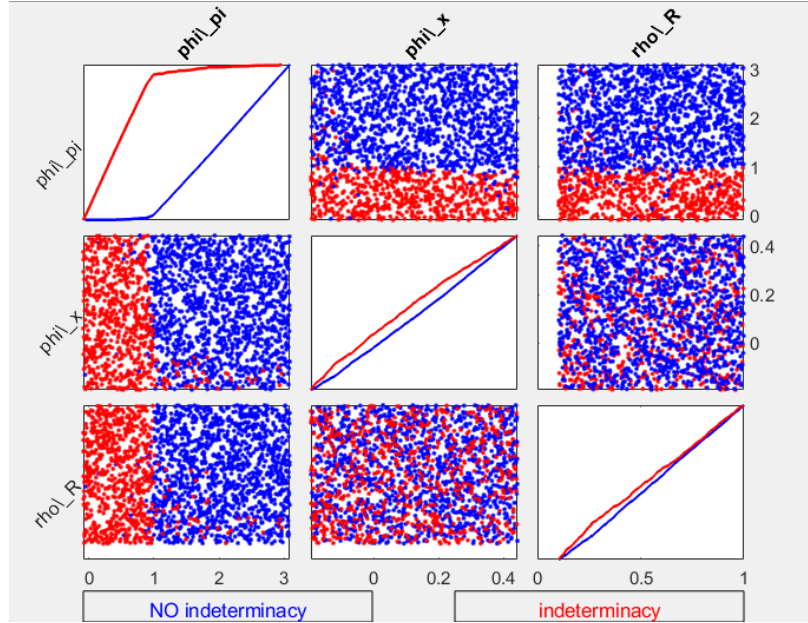 phi\_pi phi\_x rho\_R
phi\_pi
3
2
1
0
phi\_x
0.4
0.2
0
rho\_R
0 1 2 3 0 0.2 0.4 0 0.5 1
NO indeterminacy indeterminacy